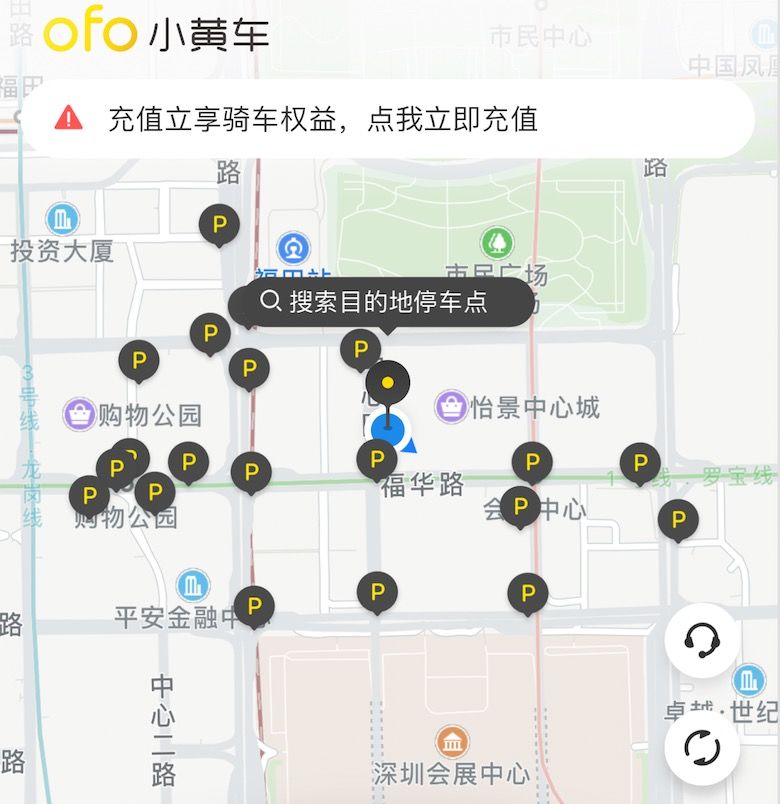 ofo 小黄车
市民中心
中国凤凰
福田
路
充值立享骑车权益，点我立即充值
路
路
投资大厦
P
福田站
市民广场
搜索目的地停车点
P
P
P
P
3号线·龙岗线
购物公园
怡景中心城
P
P
P
P
P
P
P
P
P
福华路
1
线·罗宝线
购物公园
会
中心
P
P
平安金融中
P
P
P
路
中心二路
卓越·世纪
路
深圳会展中心